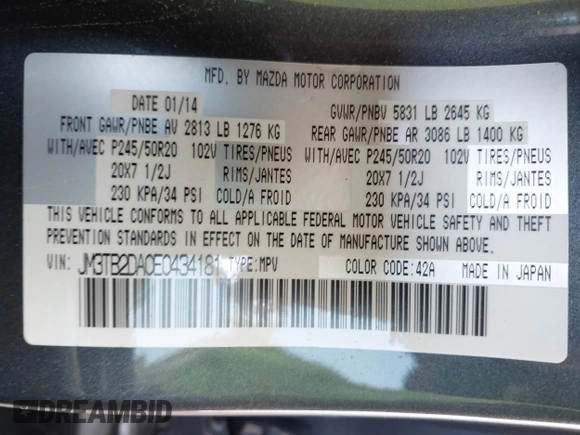 MFD. BY MAZDA MOTOR CORPORATION
DATE 01/14 GVWR/PNBV 5831 LB 2645 KG
FRONT GAWR/PNBE AV 2813 LB 1276 KG REAR GAWR/PNBE AR 3086 LB 1400 KG
WITH/AVEC P245/50R20 102V TIRES/PNEUS WITH/AVEC P245/50R20 102V TIRES/PNEUS
20X7 1/2J RIMS/JANTES 20X7 1/2J RIMS/JANTES
230 KPA/34 PSI COLD/A FROID 230 KPA/34 PSI COLD/A FROID
THIS VEHICLE CONFORMS TO ALL APPLICABLE FEDERAL MOTOR VEHICLE SAFETY AND THEFT
PREVENTION STANDARDS IN EFFECT ON THE DATE OF MANUFACTURE SHOWN ABOVE.
VIN: JM3TB2DA0E0434181 TYPE:MPV COLOR CODE:42A MADE IN JAPAN
DREAMBID